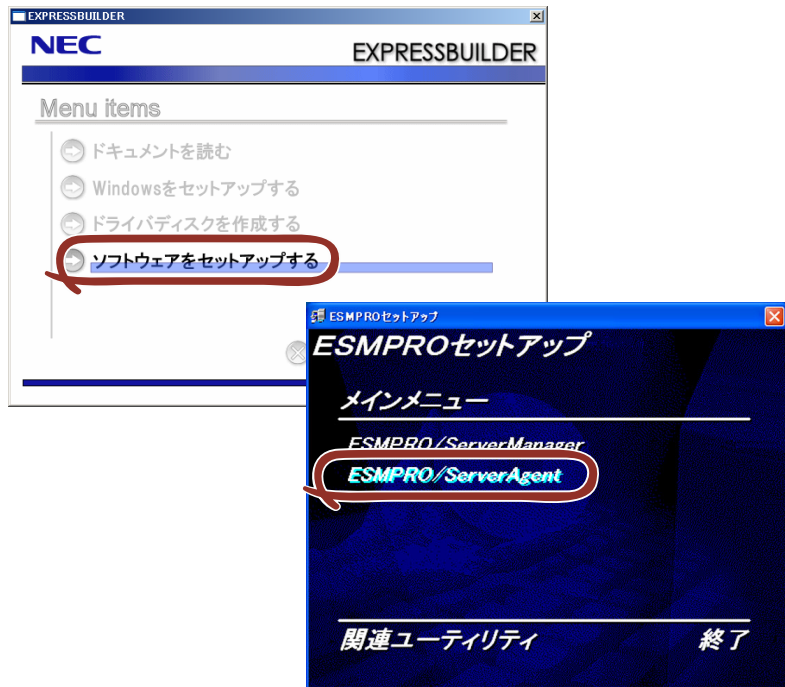 EXPRESSBUILDER
NEC
EXPRESSBUILDER
Menu items
ドキュメントを読む
Windowsをセットアップする
ドライバディスクを作成する
ソフトウェアをセットアップする
ESMPROセットアップ
ESMPROセットアップ
メインメニュー
ESMPRO/ServerManager
ESMPRO/ServerAgent
関連ユーティリティ
終了